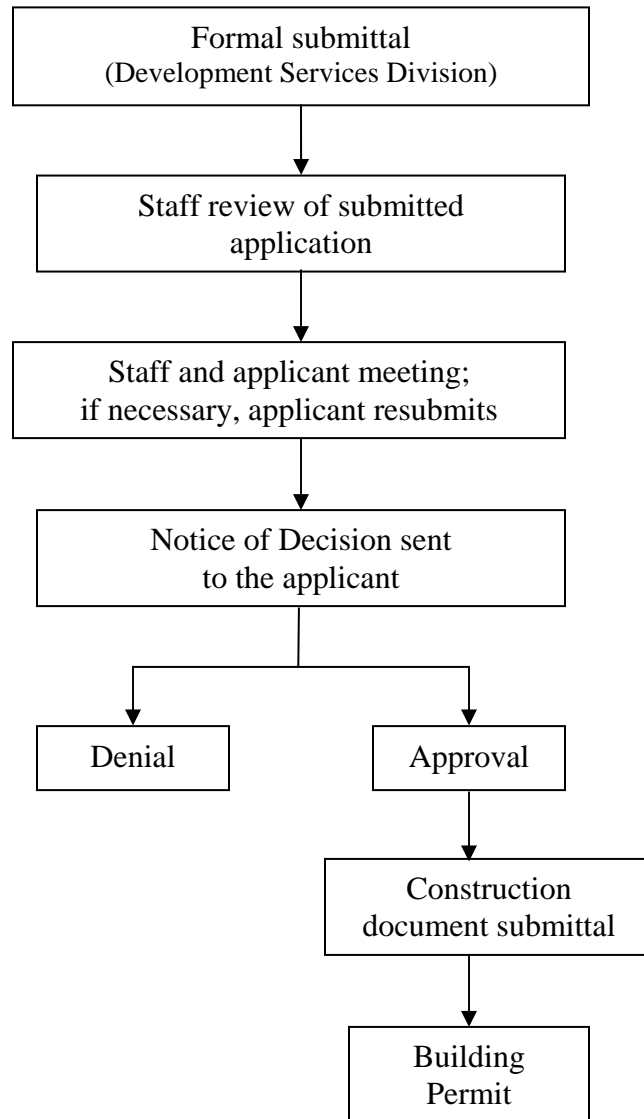 Formal submittal
(Development Services Division)
Staff review of submitted
application
Staff and applicant meeting;
if necessary, applicant resubmits
Notice of Decision sent
to the applicant
Denial
Approval
Construction
document submittal
Building
Permit